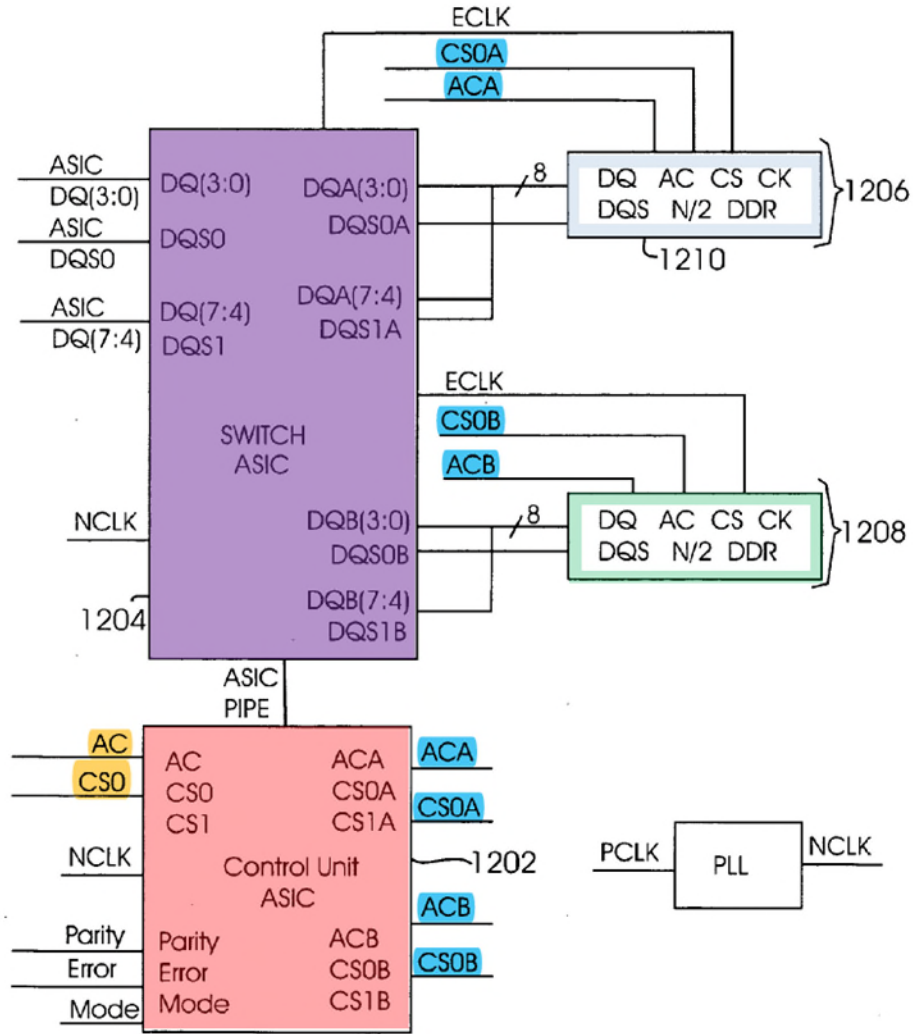 ECLK
CS0A
ACA
ASIC
DQ(3:0)
DQ(3:0)
DQA(3:0)
8
DQ AC CS CK
DQS N/2 DDR
1206
1210
ASIC
DQS0
DQS0
DQS0A
ASIC
DQ(7:4)
DQ(7:4)
DQS1
DQA(7:4)
DQS1A
ECLK
CS0B
ACB
SWITCH
ASIC
NCLK
DQB(3:0)
DQS0B
8
DQ AC CS CK
DQS N/2 DDR
1208
1204
DQB(7:4)
DQS1B
ASIC
PIPE
AC
CS0
AC
CS0
CS1
ACA
CS0A
CS1A
ACA
CS0A
NCLK
Control Unit
ASIC
1202
PCLK
PLL
NCLK
ACB
CS0B
Parity
Error
Mode
Parity
Error
Mode
ACB
CS0B
CS1B